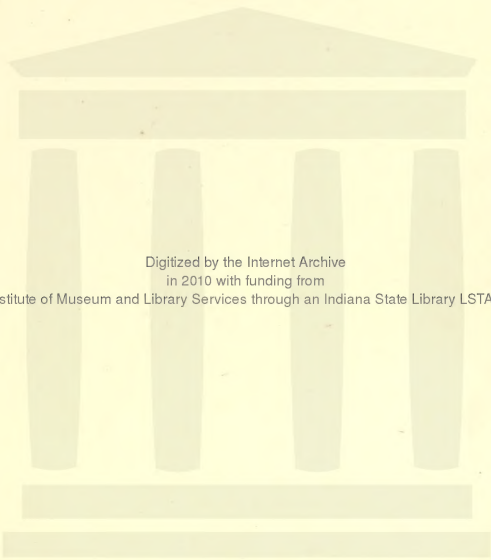 Digitized by the Internet Archive
in 2010 with funding from
stitute of Museum and Library Services through an Indiana State Library LSTA